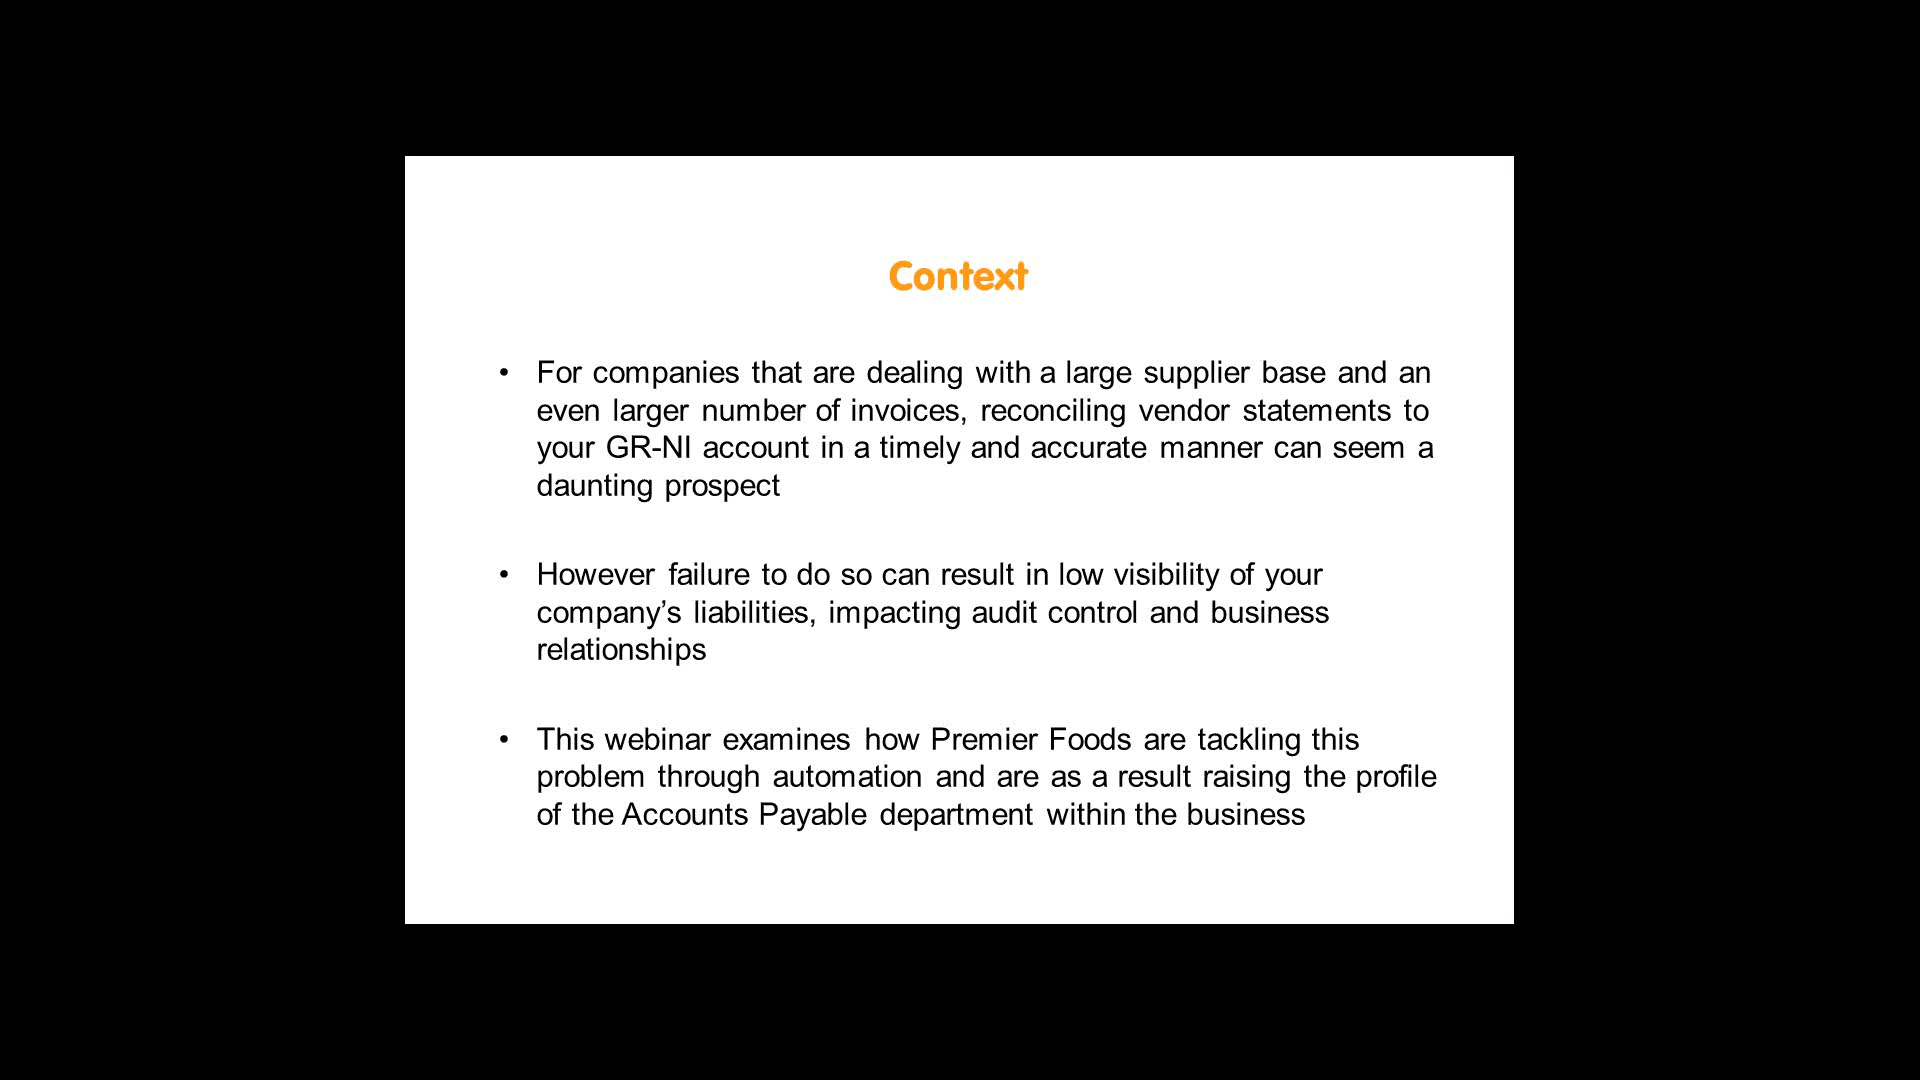 Context
• For companies that are dealing with a large supplier base and an
even larger number of invoices, reconciling vendor statements to
your GR-NI account in a timely and accurate manner can seem a
daunting prospect
• However failure to do so can result in low visibility of your
company’s liabilities, impacting audit control and business
relationships
• This webinar examines how Premier Foods are tackling this
problem through automation and are as a result raising the profile
of the Accounts Payable department within the business